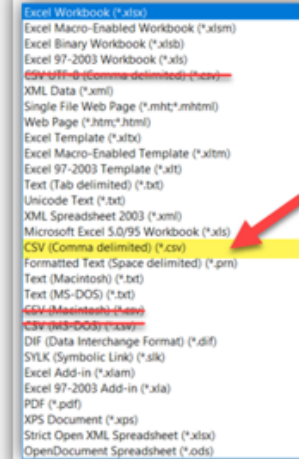 Excel Workbook (*.xlsx)
Excel Macro-Enabled Workbook (*.xlsm)
Excel Binary Workbook (*.xlsb)
Excel 97-2003 Workbook (*.xls)
CSV UTF-8 (Comma delimited) (*.csv)
XML Data (*.xml)
Single File Web Page (*.mht;*.mhtml)
Web Page (*.htm;*.html)
Excel Template (*.xltx)
Excel Macro-Enabled Template (*.xltm)
Excel 97-2003 Template (*.xlt)
Text (Tab delimited) (*.txt)
Unicode Text (*.txt)
XML Spreadsheet 2003 (*.xml)
Microsoft Excel 5.0/95 Workbook (*.xls)
CSV (Comma delimited) (*.csv)
Formatted Text (Space delimited) (*.prn)
Text (Macintosh) (*.txt)
Text (MS-DOS) (*.txt)
CSV (Macintosh) (*.csv)
CSV (MS-DOS) (*.csv)
DIF (Data Interchange Format) (*.dif)
SYLK (Symbolic Link) (*.slk)
Excel Add-in (*.xlam)
Excel 97-2003 Add-in (*.xla)
PDF (*.pdf)
XPS Document (*.xps)
Strict Open XML Spreadsheet (*.xlsx)
OpenDocument Spreadsheet (*.ods)